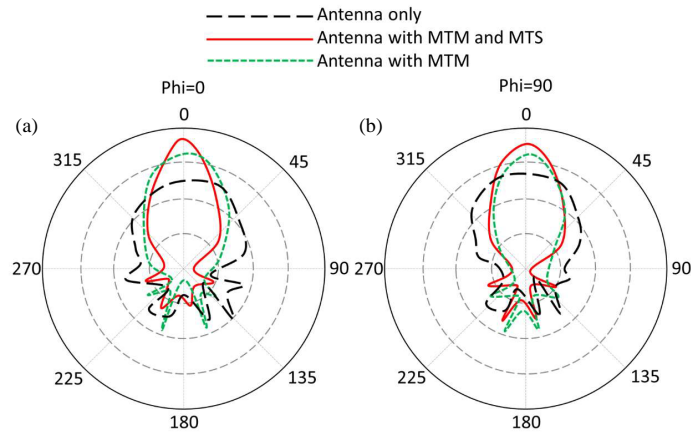 Antenna only
Antenna with MTM and MTS
Antenna with MTM
Phi=0
(a)
0
45
90
135
180
225
270
315
Phi=90
(b)
0
45
90
135
180
225
270
315